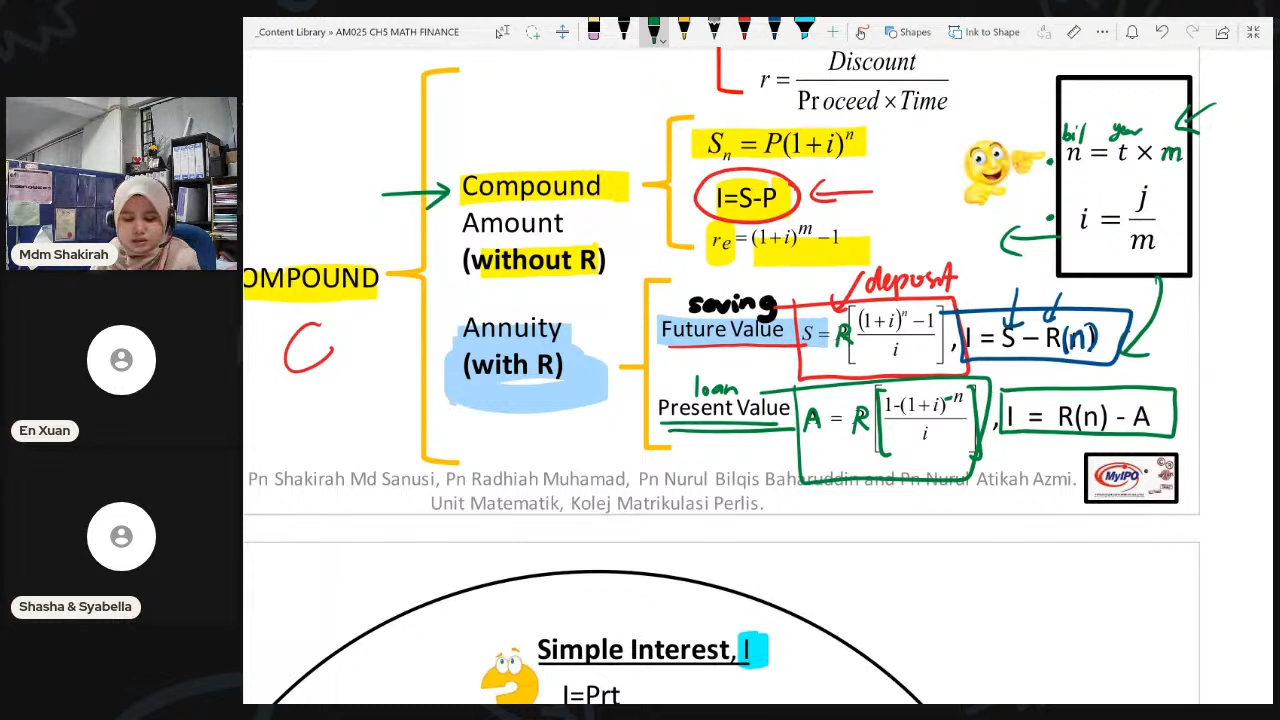 _Content Library » AM025 CH5 MATH FINANCE
Shapes
Ink to Shape
r = Discount / Proceed × Time
bil year
n = t × m
i = j / m
Sₙ = P(1+i)ⁿ
Compound
Amount
(without R)
I=S-P
rₑ = (1+i)ᵐ −1
OMPOUND
C
Annuity
(with R)
saving
deposit
Future Value
S = R[((1+i)ⁿ −1) / i] , I = S − R(n)
loan
Present Value
A = R[(1-(1+i)⁻ⁿ) / i] , I = R(n) - A
Pn Shakirah Md Sanusi, Pn Radhiah Muhamad, Pn Nurul Bilqis Baharuddin and Pn Nurul Atikah Azmi.
Unit Matematik, Kolej Matrikulasi Perlis.
MyIPO
Simple Interest, I
I=Prt
Mdm Shakirah
En Xuan
Shasha & Syabella